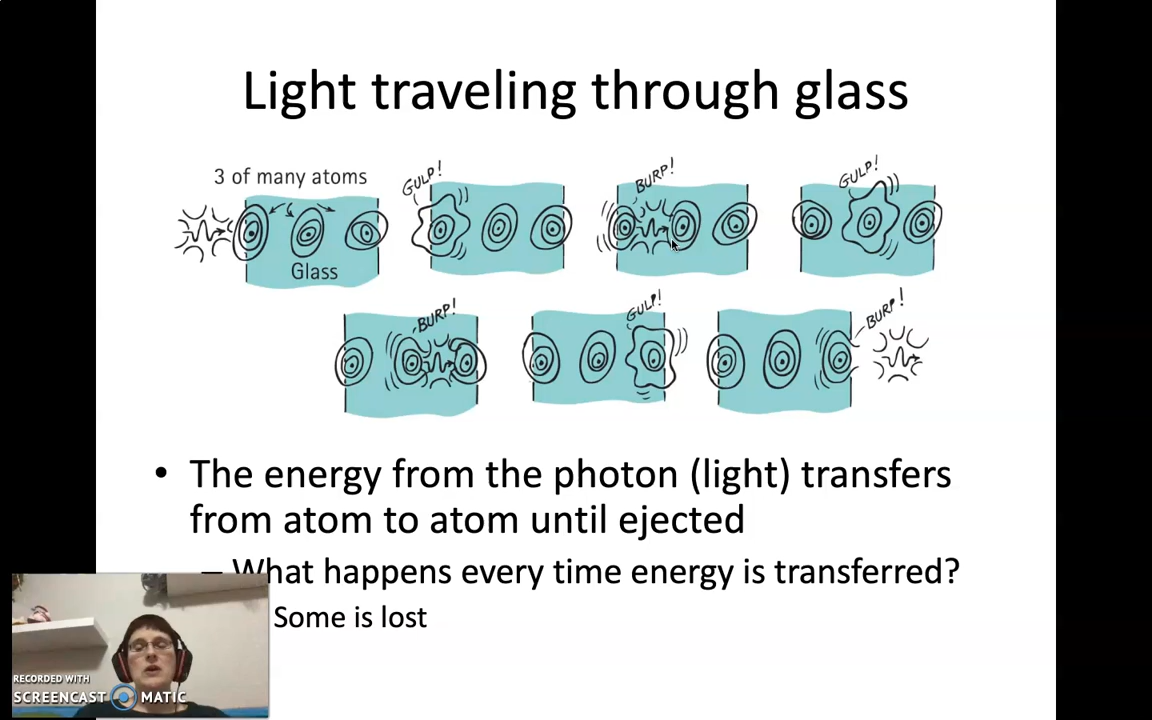 Light traveling through glass
3 of many atoms
GULP!
BURP!
GULP!
Glass
BURP!
GULP!
BURP!
• The energy from the photon (light) transfers
from atom to atom until ejected
– What happens every time energy is transferred?
Some is lost
RECORDED WITH
SCREENCAST MATIC